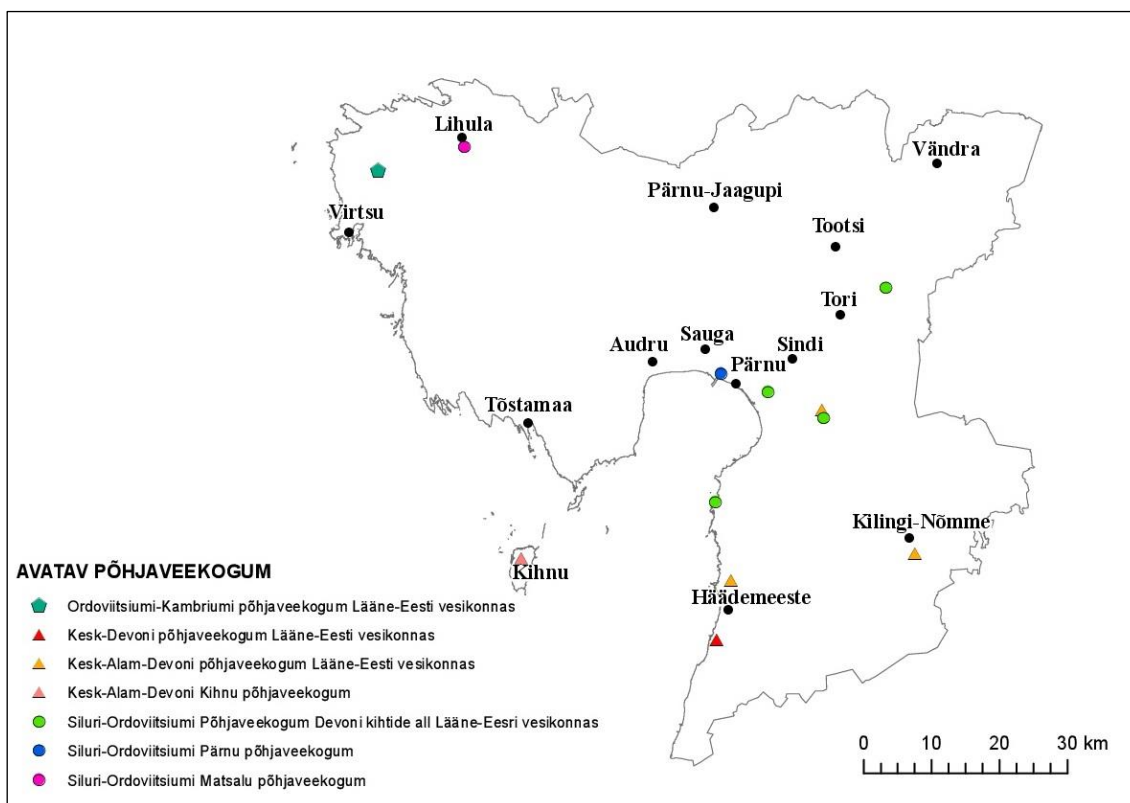 Lihula
Vändra
Pärnu-Jaagupi
Virtsu
Tootsi
Tori
Sauga
Sindi
Audru
Pärnu
Tõstamaa
Kilingi-Nõmme
Kihnu
Häädemeeste
AVATAV PÕHJAVEEKOGUM
Ordoviitsiumi-Kambriumi põhjaveekogum Lääne-Eesti vesikonnas
Kesk-Devoni põhjaveekogum Lääne-Eesti vesikonnas
Kesk-Alam-Devoni põhjaveekogum Lääne-Eesti vesikonnas
Kesk-Alam-Devoni Kihnu põhjaveekogum
Siluri-Ordoviitsiumi Põhjaveekogum Devoni kihtide all Lääne-Eesri vesikonnas
Siluri-Ordoviitsiumi Pärnu põhjaveekogum
Siluri-Ordoviitsiumi Matsalu põhjaveekogum
0 10 20 30 km